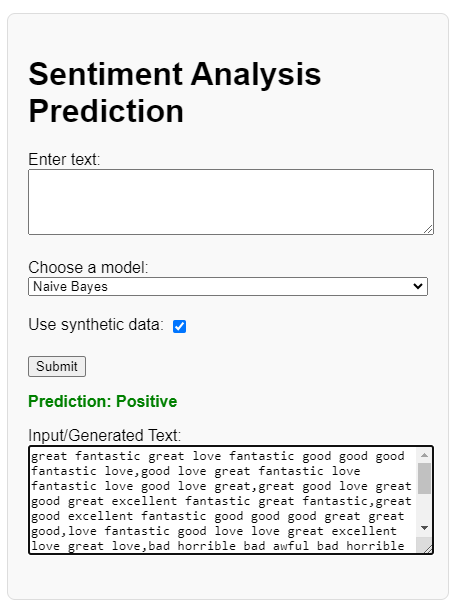 Sentiment Analysis
Prediction
Enter text:
Choose a model:
Naive Bayes
Use synthetic data:
Submit
Prediction: Positive
Input/Generated Text:
great fantastic great love fantastic good good good
fantastic love,good love great fantastic love
fantastic love good love great,great good love great
good great excellent fantastic great fantastic,great
good excellent fantastic good good good great great
good,love fantastic good love love great excellent
love great love,bad horrible bad awful bad horrible